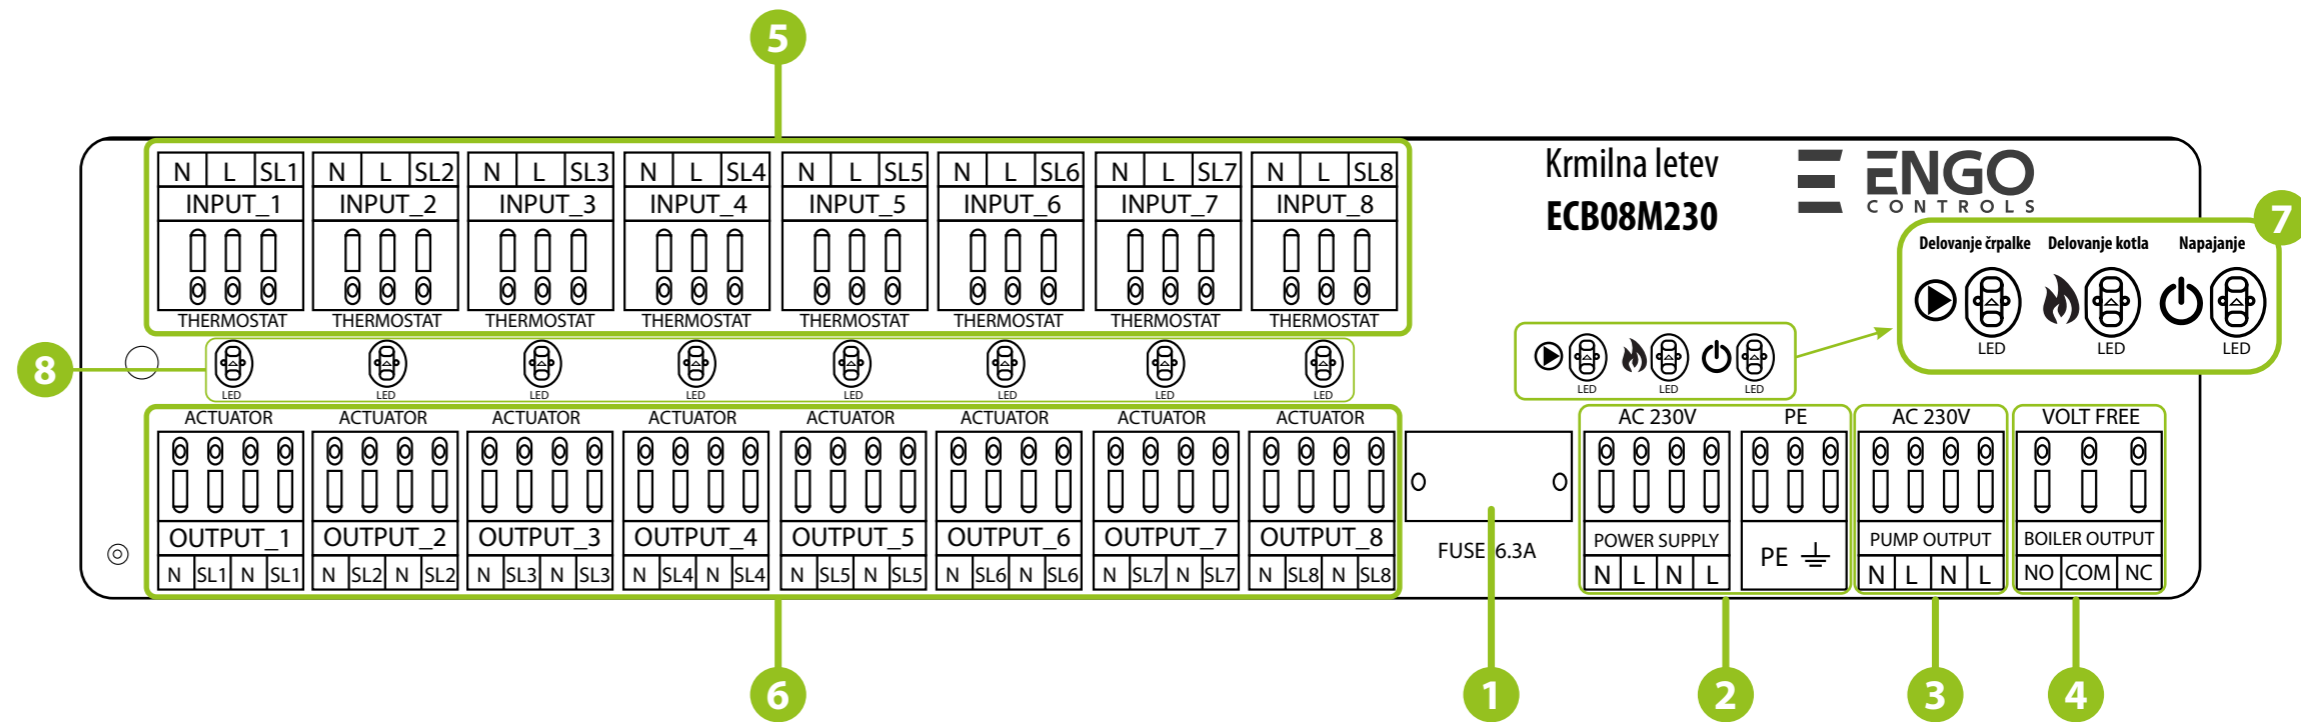 5
Krmilna letev
ECB08M230
ENGO
CONTROLS
7
Delovanje črpalke Delovanje kotla Napajanje
LED LED LED
N L SL1 N L SL2 N L SL3 N L SL4 N L SL5 N L SL6 N L SL7 N L SL8
INPUT_1 INPUT_2 INPUT_3 INPUT_4 INPUT_5 INPUT_6 INPUT_7 INPUT_8
THERMOSTAT THERMOSTAT THERMOSTAT THERMOSTAT THERMOSTAT THERMOSTAT THERMOSTAT THERMOSTAT
8
LED LED LED LED LED LED LED LED
LED LED LED
ACTUATOR ACTUATOR ACTUATOR ACTUATOR ACTUATOR ACTUATOR ACTUATOR ACTUATOR
OUTPUT_1 OUTPUT_2 OUTPUT_3 OUTPUT_4 OUTPUT_5 OUTPUT_6 OUTPUT_7 OUTPUT_8
N SL1 N SL1 N SL2 N SL2 N SL3 N SL3 N SL4 N SL4 N SL5 N SL5 N SL6 N SL6 N SL7 N SL7 N SL8 N SL8
FUSE 6.3A
AC 230V PE
POWER SUPPLY
N L N L
PE
AC 230V
PUMP OUTPUT
N L N L
VOLT FREE
BOILER OUTPUT
NO COM NC
6 1 2 3 4